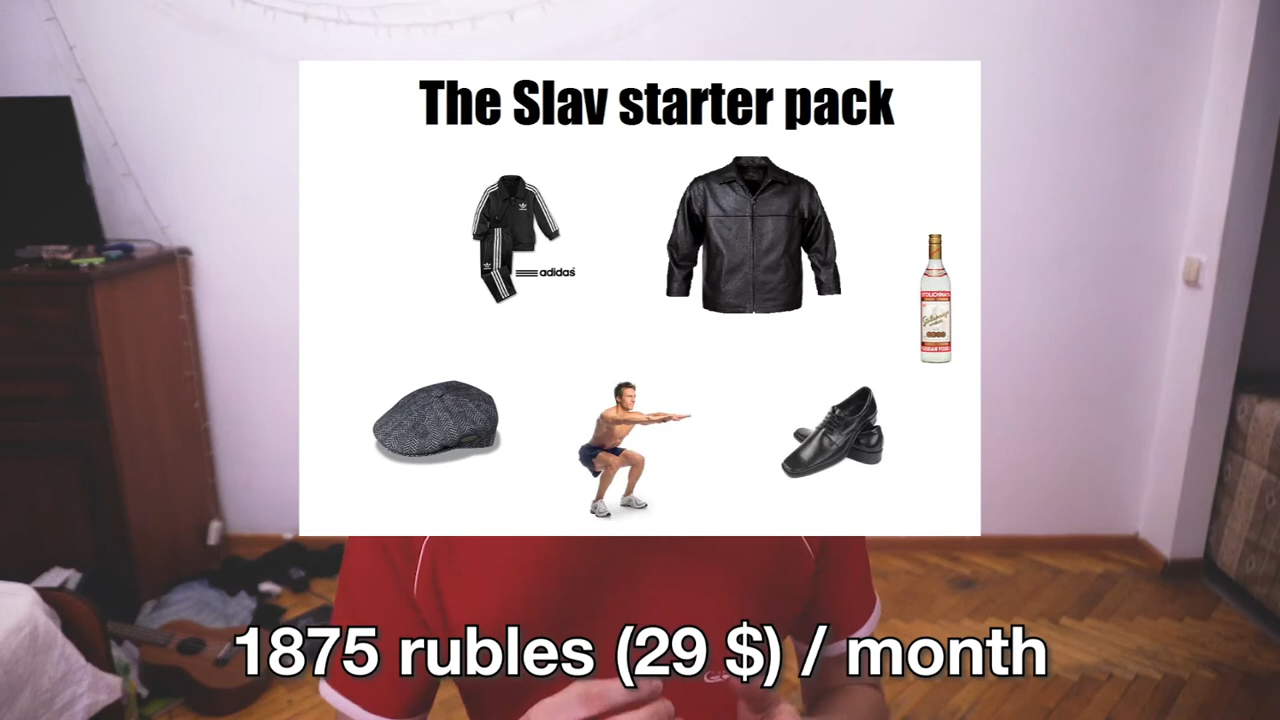 The Slav starter pack
adidas
1875 rubles (29 $) / month